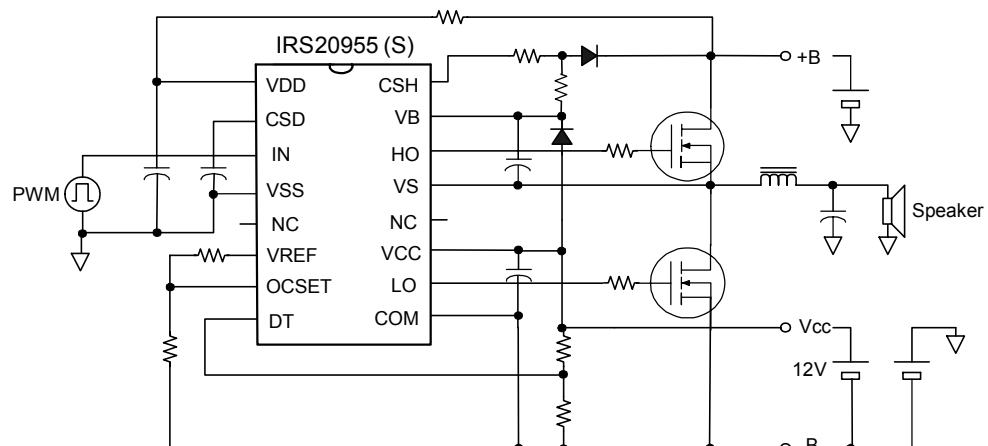 IRS20955 (S)
VDD
CSD
IN
VSS
NC
VREF
OCSET
DT
CSH
VB
HO
VS
NC
VCC
LO
COM
PWM
+B
Speaker
Vcc
12V
-B